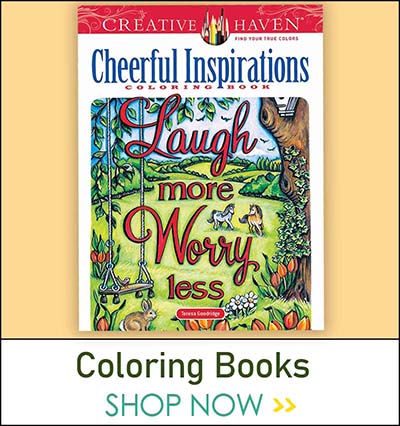 CREATIVE HAVEN®
FIND YOUR TRUE COLORS
Cheerful Inspirations
COLORING BOOK
Laugh
more
Worry
less
Teresa Goodridge
Coloring Books
SHOP NOW >>